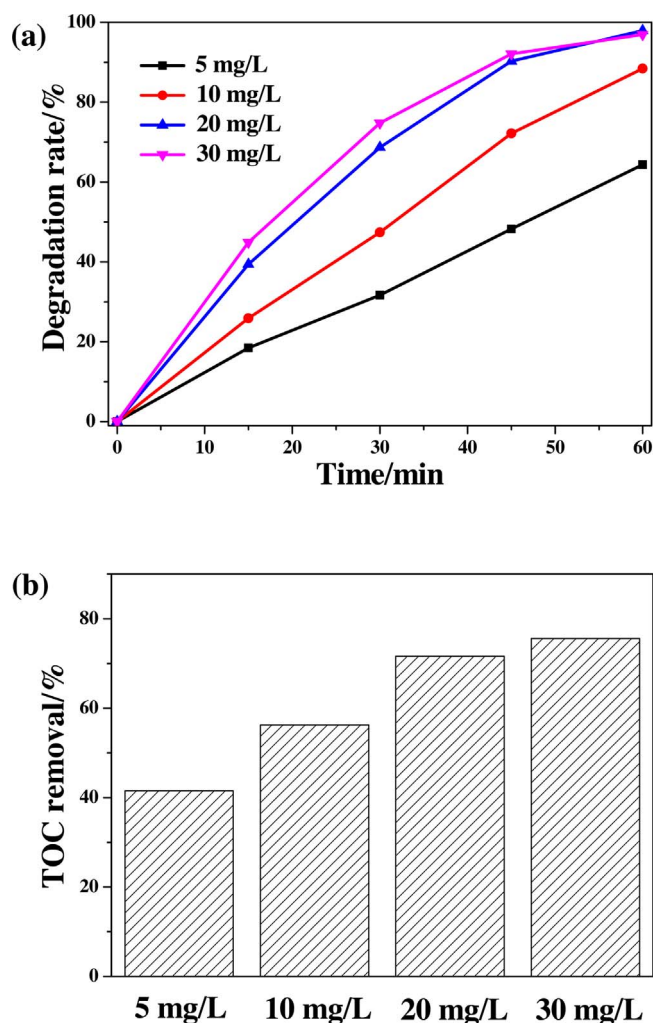 (a)
Degradation rate/%
100
80
60
40
20
0
5 mg/L
10 mg/L
20 mg/L
30 mg/L
0 10 20 30 40 50 60
Time/min
(b)
TOC removal/%
80
60
40
20
0
5 mg/L 10 mg/L 20 mg/L 30 mg/L